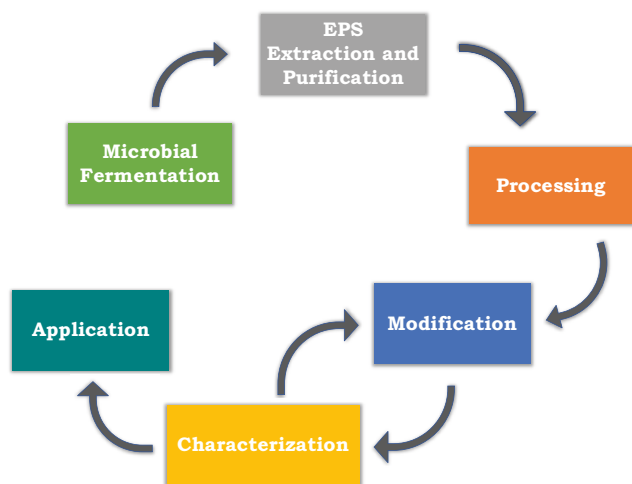 EPS
Extraction and
Purification
Microbial
Fermentation
Processing
Modification
Application
Characterization